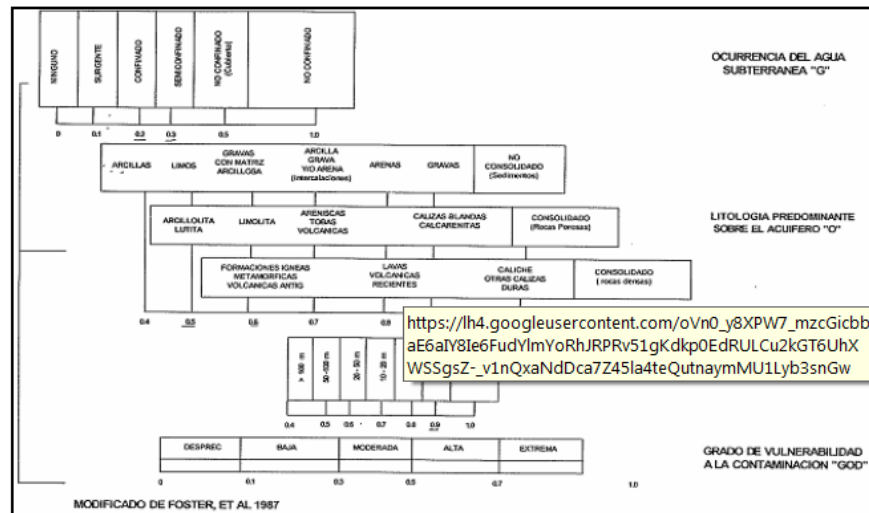 NINGUNO
SURGENTE
CONFINADO
SEMICONFINADO
NO CONFINADO
(Cubierto)
NO CONFINADO
OCURRENCIA DEL AGUA
SUBTERRANEA "G"
0 0.1 0.2 0.3 0.5 1.0
ARCILLAS
LIMOS
GRAVAS
CON MATRIZ
ARCILLOSA
ARCILLA
GRAVA
Y/O ARENA
(Intercalaciones)
ARENAS
GRAVAS
NO
CONSOLIDADO
(Sedimentos)
ARCILLOLITA
LUTITA
LIMOLITA
ARENISCAS
TOBAS
VOLCANICAS
CALIZAS BLANDAS
CALCARENITAS
CONSOLIDADO
(Rocas Porosas)
LITOLOGIA PREDOMINANTE
SOBRE EL ACUIFERO "O"
FORMACIONES IGNEAS
METAMORFICAS
VOLCANICAS ANTIG
LAVAS
VOLCANICAS
RECIENTES
CALICHE
OTRAS CALIZAS
DURAS
CONSOLIDADO
( rocas densas)
0.4 0.5 0.6 0.7 0.8
https://lh4.googleusercontent.com/oVn0_y8XPW7_mzcGicbb
aE6aIY8Ie6FudYlmYoRhJRPRv51gKdkp0EdRULCu2kGT6UhX
WSSgsZ-_v1nQxaNdDca7Z45la4teQutnaymMU1Lyb3snGw
> 100 m
50 -100 m
20 - 50 m
10 - 20 m
0.4 0.5 0.6 0.7 0.8 0.9 1.0
DESPREC
BAJA
MODERADA
ALTA
EXTREMA
GRADO DE VULNERABILIDAD
A LA CONTAMINACION "GOD"
0 0.1 0.3 0.5 0.7 1.0
MODIFICADO DE FOSTER, ET AL 1987